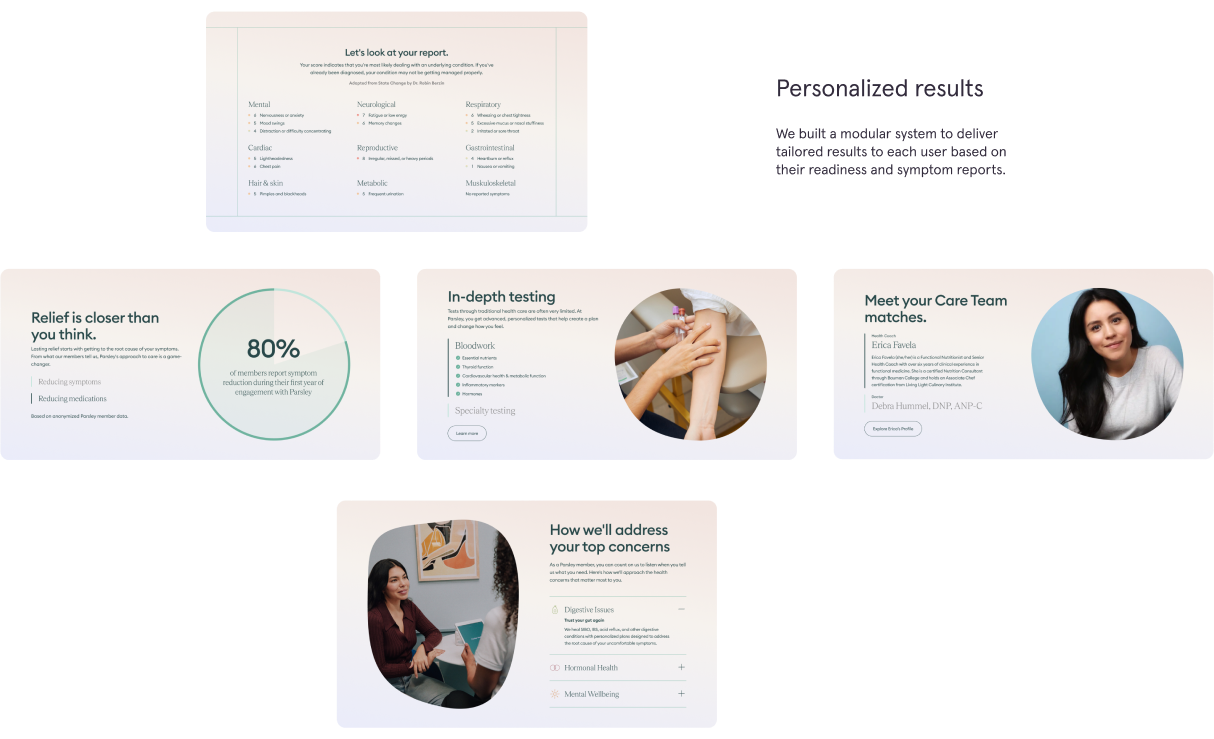 Let's look at your report.
Your score indicates that you're most likely dealing with an underlying condition. If you've
already been diagnosed, your condition may not be getting managed properly.
Adapted from State Change by Dr. Robin Berzin
Mental
6 Nervousness or anxiety
5 Mood swings
4 Distraction or difficulty concentrating
Neurological
7 Fatigue or low enrgy
6 Memory changes
Respiratory
6 Wheezing or chest tightness
5 Excessive mucus or nasal stuffiness
2 Irritated or sore throat
Cardiac
5 Lightheadedness
Chest pain
Reproductive
8 Irregular, missed, or heavy periods
Gastrointestinal
4 Heartburn or reflux
1 Nausea or vomiting
Hair & skin
5 Pimples and blackheads
Metabolic
5 Frequent urination
Muskuloskeletal
No reported symptoms
Personalized results
We built a modular system to deliver
tailored results to each user based on
their readiness and symptom reports.
Relief is closer than
you think.
Lasting relief starts with getting to the root cause of your symptoms.
From what our members tell us, Parsley's approach to care is a game-
changer.
Reducing symptoms
Reducing medications
Based on anonymized Parsley member data.
80%
of members report symptom
reduction during their first year of
engagement with Parsley
In-depth testing
Tests through traditional health care are often very limited. At
Parsley, you get advanced, personalized tests that help create a plan
and change how you feel.
Bloodwork
Essential nutrients
Thyroid function
Cardiovascular health & metabolic function
Inflammatory markers
Hormones
Specialty testing
Learn more
Meet your Care Team
matches.
Health Coach
Erica Favela
Erica Favela (she/her) is a Functional Nutritionist and Senior
Health Coach with over six years of clinical experience in
functional medicine. She is a certified Nutrition Consultant
through Bauman College and holds an Associate Chef
certification from Living Light Culinary Institute.
Doctor
Debra Hummel, DNP, ANP-C
Explore Erica's Profile
How we'll address
your top concerns
As a Parsley member, you can count on us to listen when you tell
us what you need. Here's how we'll approach the health
concerns that matter most to you.
Digestive Issues
Trust your gut again
We treat SIBO, IBS, acid reflux, and other digestive
conditions with personalized plans designed to address
the root cause of your uncomfortable symptoms.
Hormonal Health
Mental Wellbeing